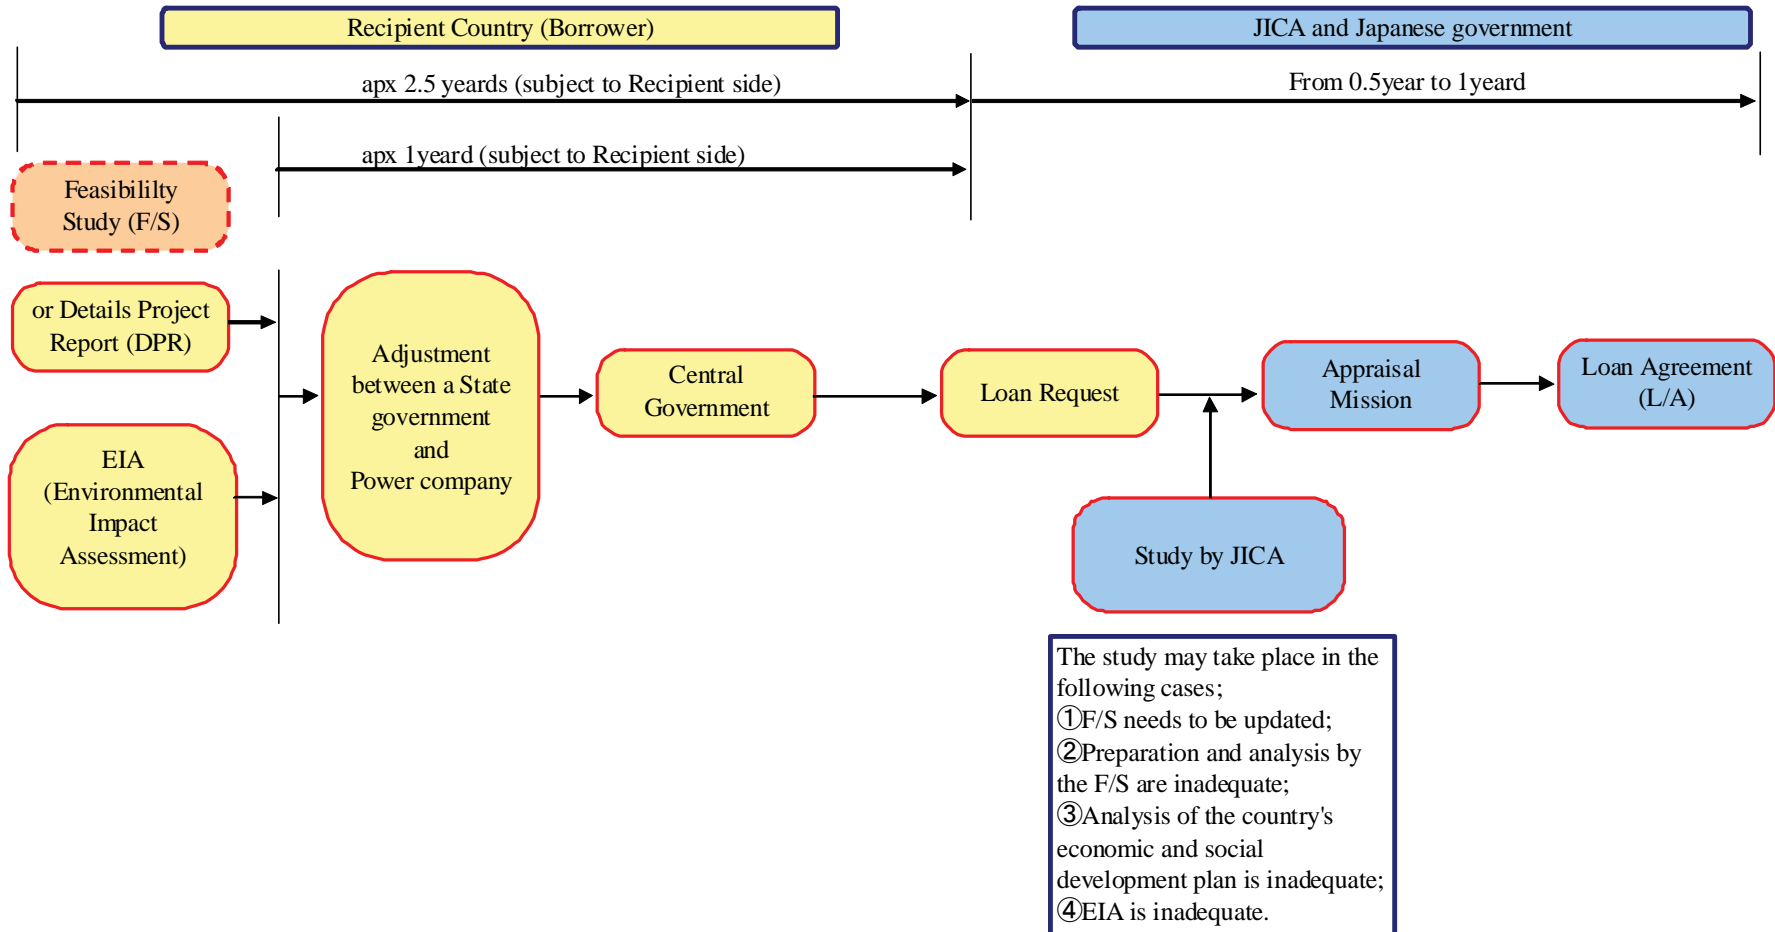 Recipient Country (Borrower)
JICA and Japanese government
apx 2.5 yeards (subject to Recipient side)
From 0.5year to 1yeard
apx 1yeard (subject to Recipient side)
Feasibililty
Study (F/S)
or Details Project
Report (DPR)
EIA
(Environmental
Impact
Assessment)
Adjustment
between a State
government
and
Power company
Central
Government
Loan Request
Appraisal
Mission
Loan Agreement
(L/A)
Study by JICA
The study may take place in the
following cases;
①F/S needs to be updated;
②Preparation and analysis by
the F/S are inadequate;
③Analysis of the country's
economic and social
development plan is inadequate;
④EIA is inadequate.